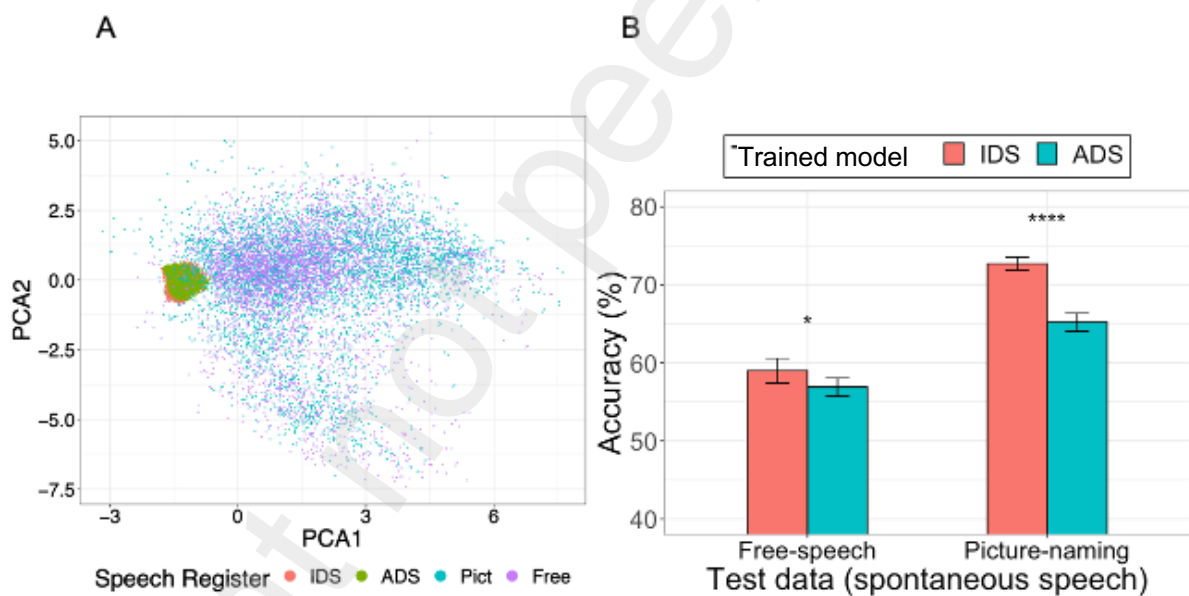 A
B
5.0
2.5
0.0
−2.5
−5.0
−7.5
PCA2
−3
0
3
6
PCA1
Speech Register IDS ADS Pict Free
Trained model IDS ADS
80
70
60
50
40
Accuracy (%)
*
****
Free-speech Picture-naming
Test data (spontaneous speech)
t not pee